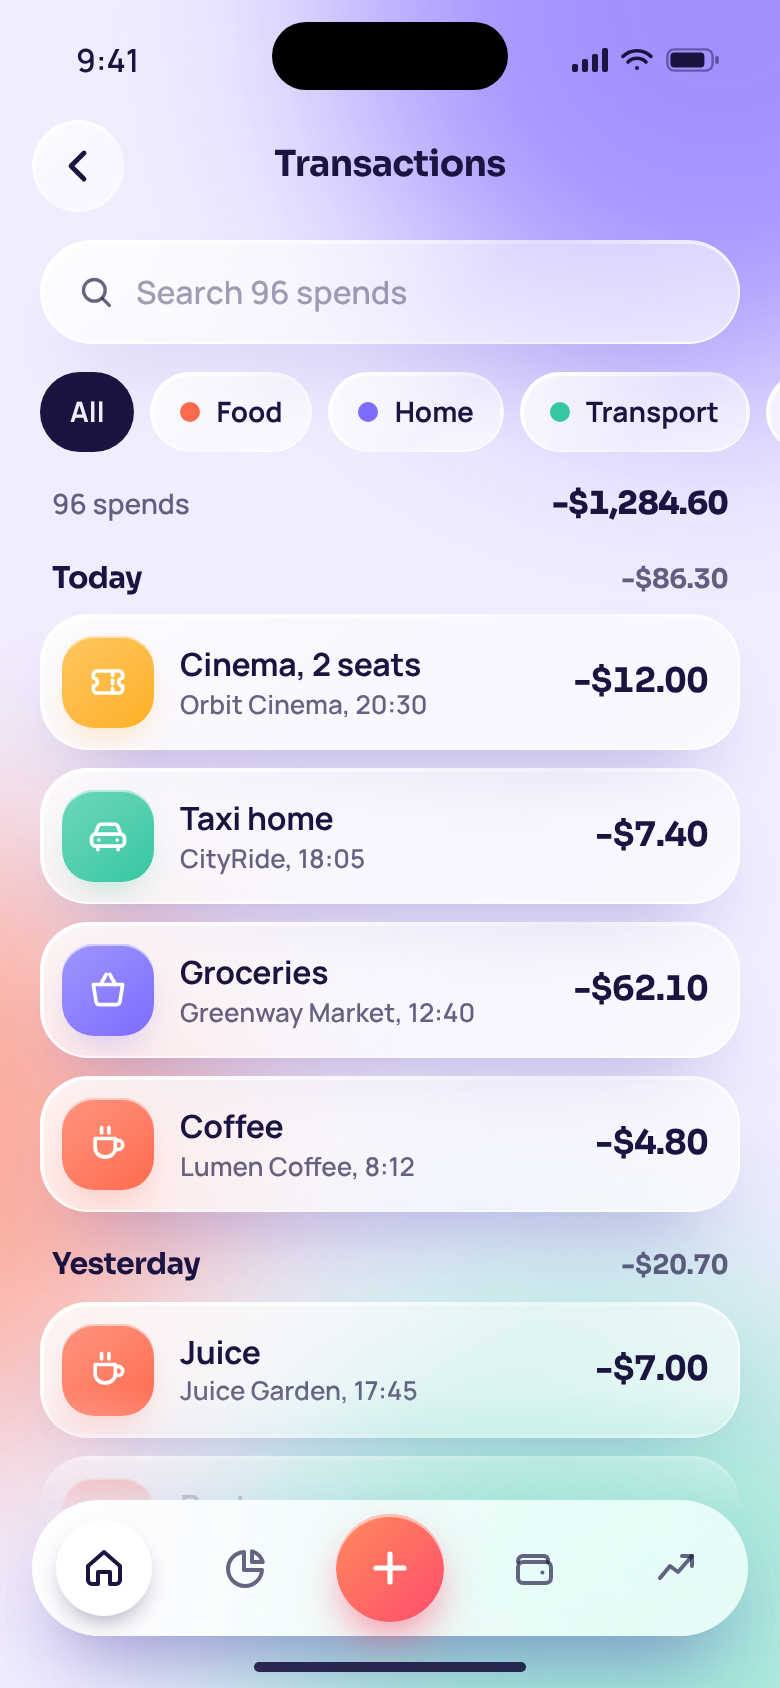 9:41
Transactions
Search 96 spends
All
Food
Home
Transport
96 spends
-$1,284.60
Today
-$86.30
Cinema, 2 seats
-$12.00
Orbit Cinema, 20:30
Taxi home
-$7.40
CityRide, 18:05
Groceries
-$62.10
Greenway Market, 12:40
Coffee
-$4.80
Lumen Coffee, 8:12
Yesterday
-$20.70
Juice
-$7.00
Juice Garden, 17:45